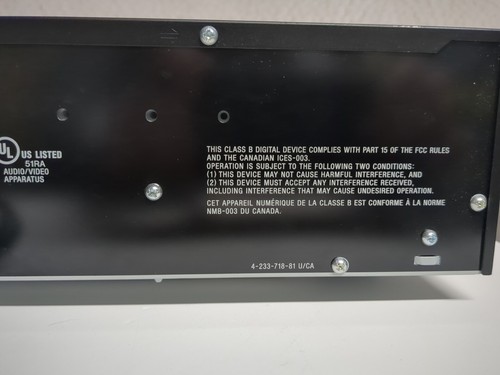 UL US LISTED
51RA
AUDIO/VIDEO
APPARATUS
THIS CLASS B DIGITAL DEVICE COMPLIES WITH PART 15 OF THE FCC RULES
AND THE CANADIAN ICES-003.
OPERATION IS SUBJECT TO THE FOLLOWING TWO CONDITIONS:
(1) THIS DEVICE MAY NOT CAUSE HARMFUL INTERFERENCE, AND
(2) THIS DEVICE MUST ACCEPT ANY INTERFERENCE RECEIVED,
INCLUDING INTERFERENCE THAT MAY CAUSE UNDESIRED OPERATION.
CET APPAREIL NUMÉRIQUE DE LA CLASSE B EST CONFORME À LA NORME
NMB-003 DU CANADA.
4-233-718-81 U/CA